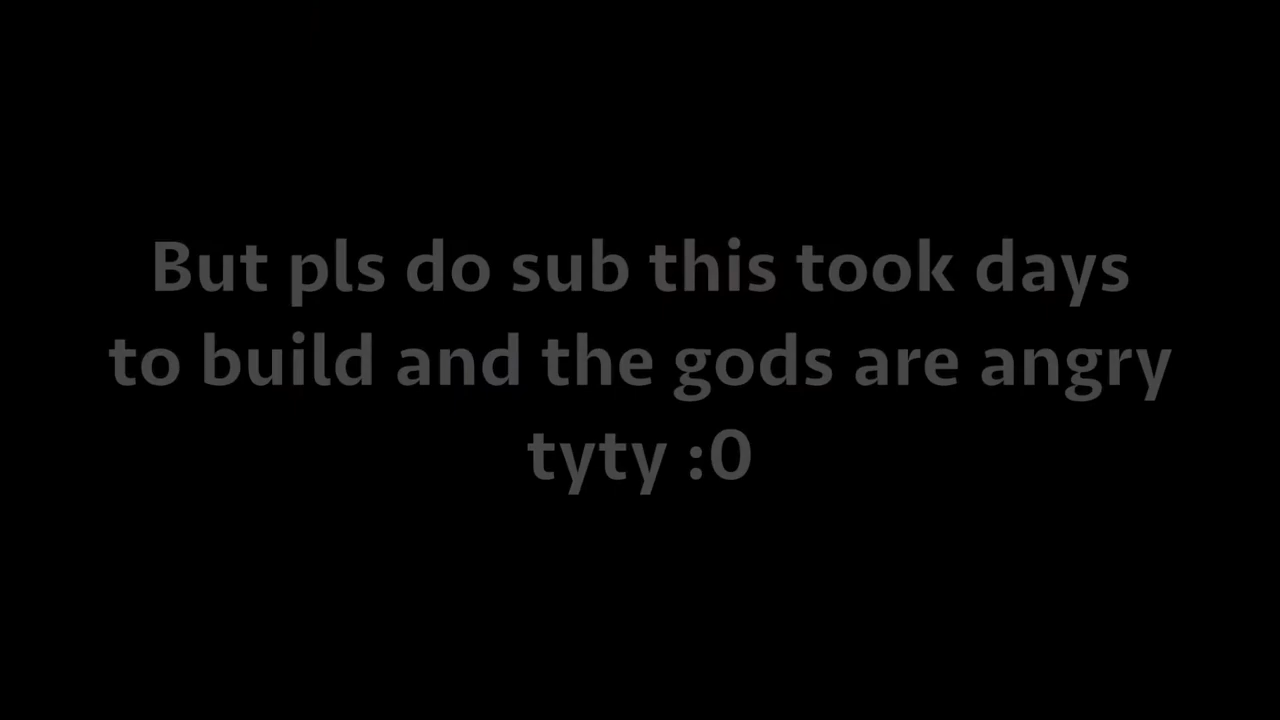 But pls do sub this took days
to build and the gods are angry
tyty :0